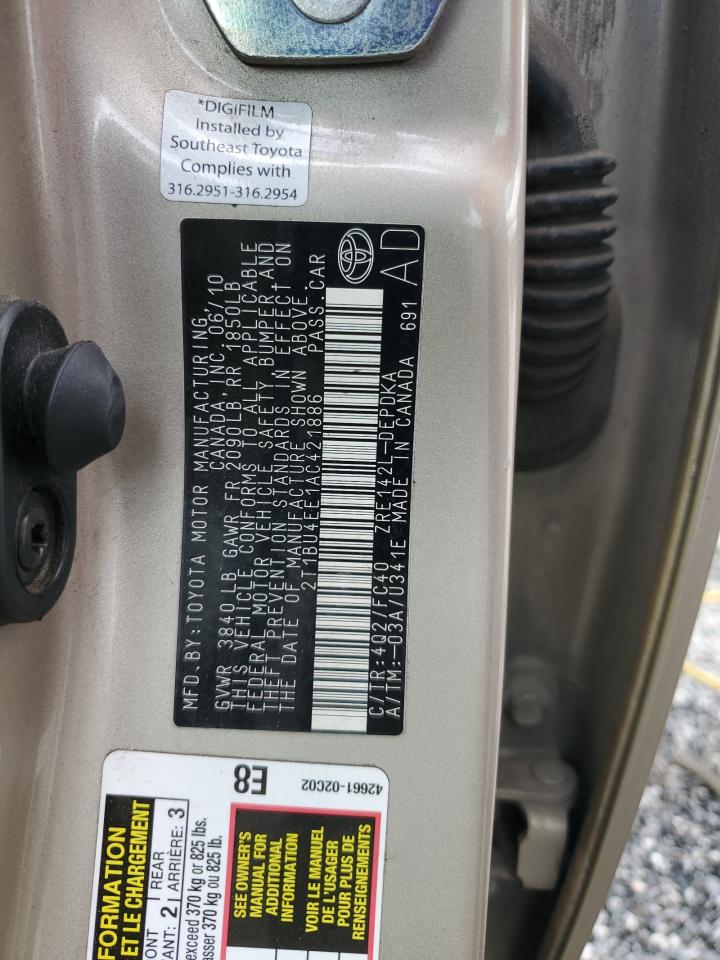 *DIGIFILM
Installed by
Southeast Toyota
Complies with
316.2951-316.2954
MFD.BY:TOYOTA MOTOR MANUFACTURING
CANADA,INC. 06/10
GVWR 3840 LB GAWR FR 2090LB,RR 1850LB
THIS VEHICLE CONFORMS TO ALL APPLICABLE
FEDERAL MOTOR VEHICLE SAFETY, BUMPER,AND
THEFT PREVENTION STANDARDS IN EFFECT ON
THE DATE OF MANUFACTURE SHOWN ABOVE.
2T1BU4EE1AC421886 PASS.CAR
C/TR:4Q2/FC40 ZRE142L-DEPDKA
A/TM:-03A/U341E MADE IN CANADA 691
AD
E8
42661-02C02
FORMATION
ET LE CHARGEMENT
ONT | REAR
ANT: 2 | ARRIÈRE: 3
exceed 370 kg or 825 lbs.
asser 370 kg ou 825 lb.
SEE OWNER'S
MANUAL FOR
ADDITIONAL
INFORMATION
VOIR LE MANUEL
DE L'USAGER
POUR PLUS DE
RENSEIGNEMENTS